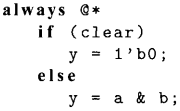 always @*
if (clear)
y = 1'b0;
else
y = a & b;